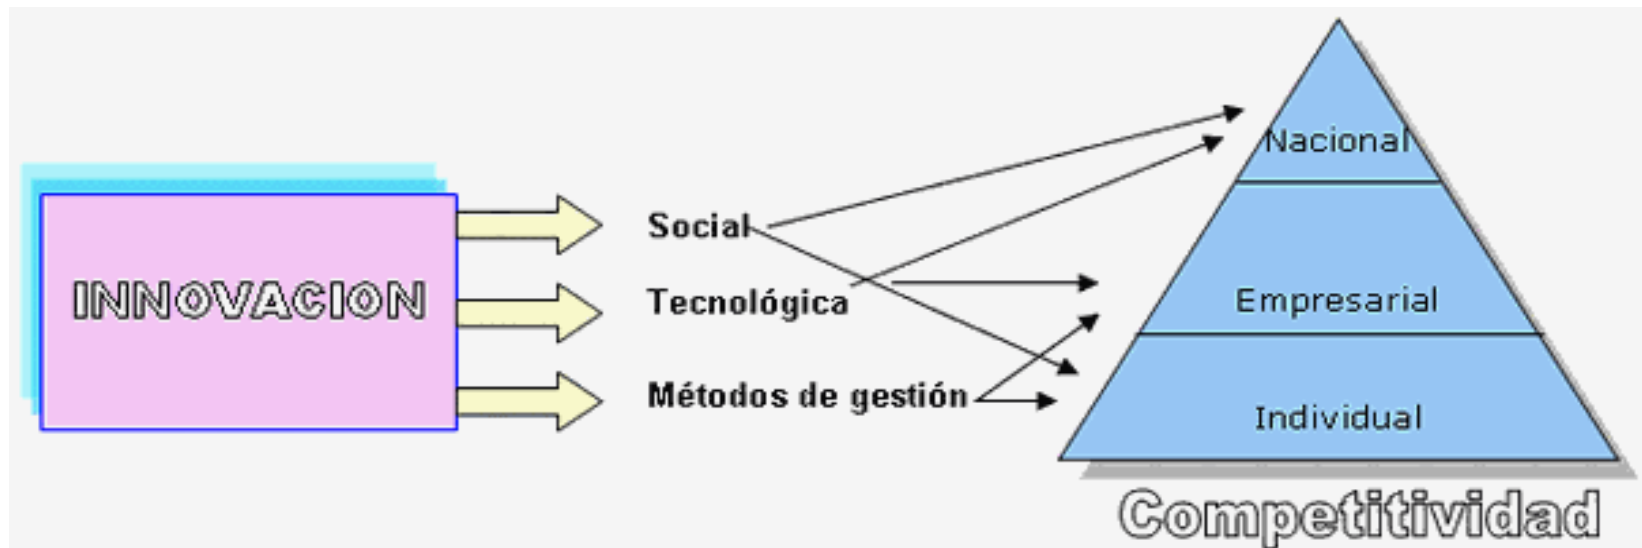 INNOVACION
Social
Tecnológica
Métodos de gestión
Nacional
Empresarial
Individual
Competitividad